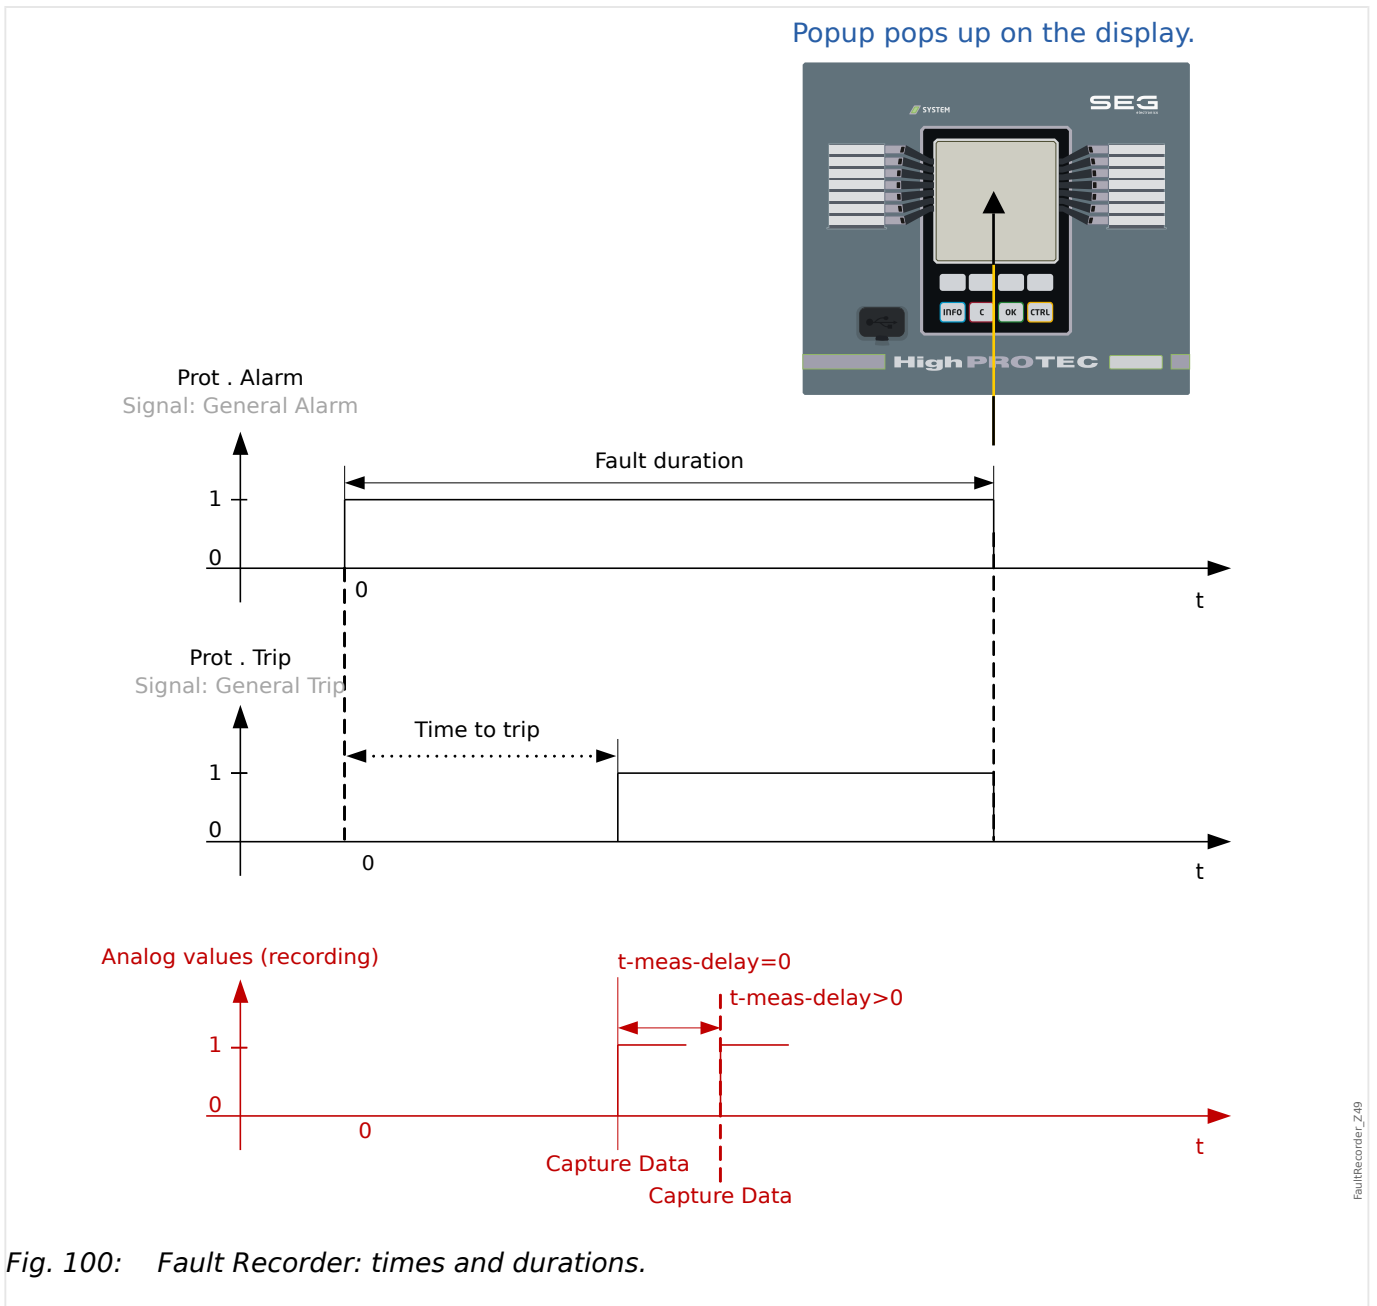 Popup pops up on the display.
SYSTEM
SEG
electronics
INFO
C
OK
CTRL
HighPROTEC
Prot . Alarm
Signal: General Alarm
Fault duration
1
0
0
t
Prot . Trip
Signal: General Trip
Time to trip
1
0
0
t
Analog values (recording)
t-meas-delay=0
t-meas-delay>0
1
0
0
t
Capture Data
Capture Data
FaultRecorder_Z49
Fig. 100: Fault Recorder: times and durations.